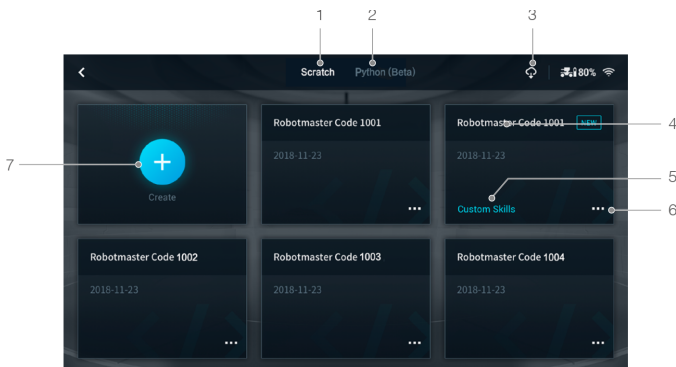 1
2
3
Scratch
Python (Beta)
80%
Robotmaster Code 1001
Robotmaster Code 1001
NEW
4
2018-11-23
2018-11-23
7
Create
5
Custom Skills
6
Robotmaster Code 1002
Robotmaster Code 1003
Robotmaster Code 1004
2018-11-23
2018-11-23
2018-11-23